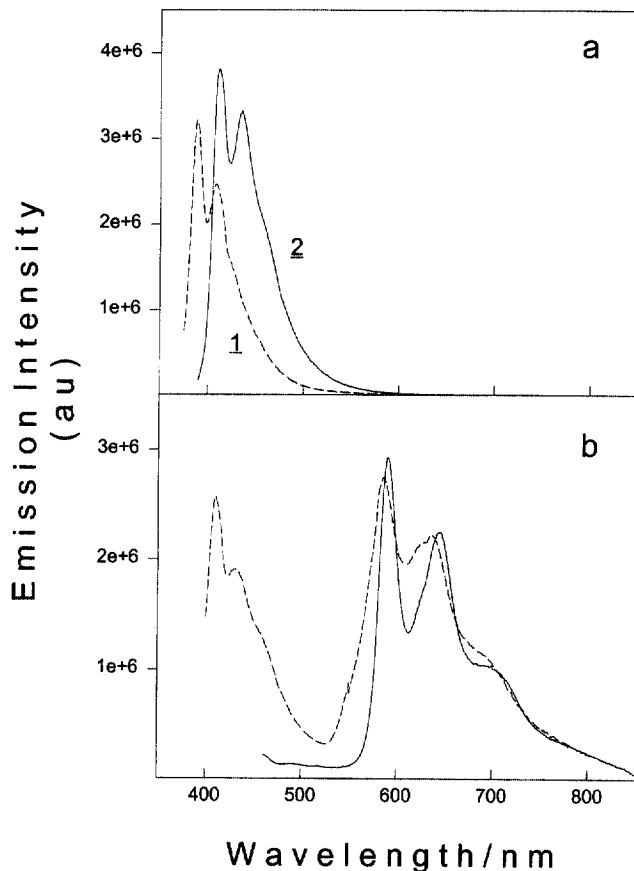 a
4e+6
3e+6
2e+6
1e+6
2
1
b
3e+6
2e+6
1e+6
400 500 600 700 800
Emission Intensity
(au)
Wavelength/nm